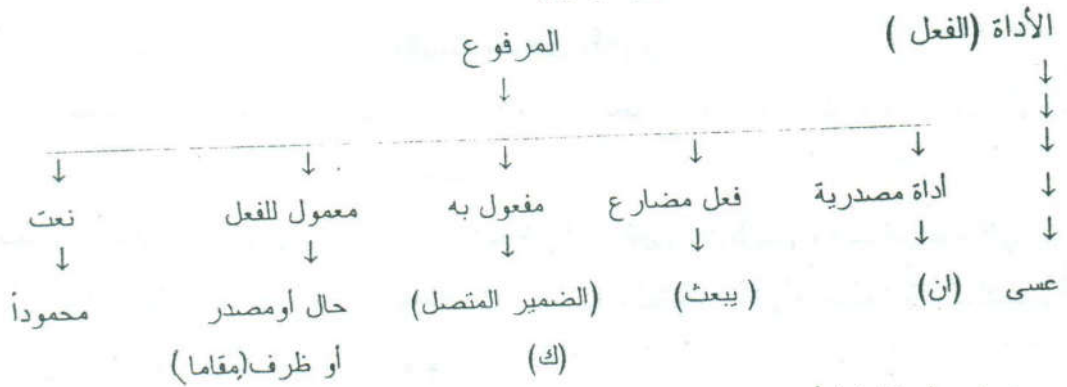 الأداة (الفعل )
المرفوع
أداة مصدرية فعل مضارع مفعول به معمول للفعل نعت
عسى (ان) ( يبعث) (الضمير المتصل) حال أومصدر محموداً
(ك) أو ظرف(مقاما)